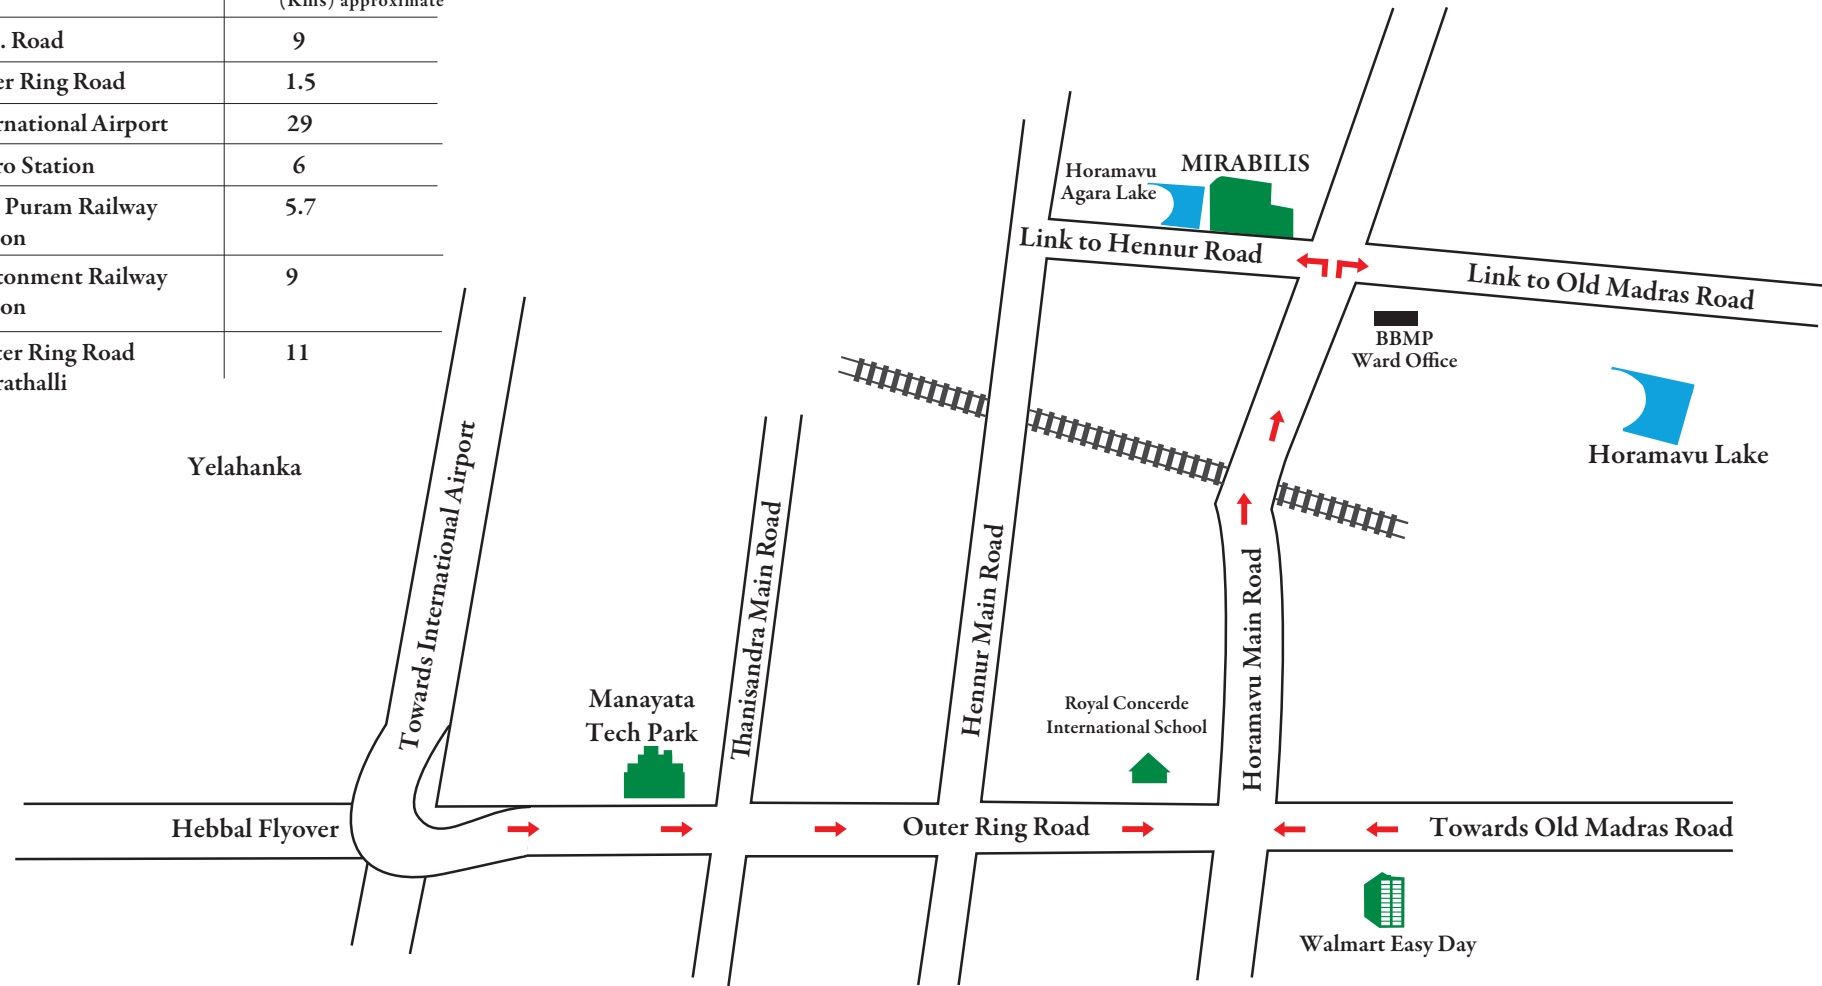 (Kms) approximate
. Road 9
er Ring Road 1.5
rnational Airport 29
ro Station 6
Puram Railway 5.7
on
tonment Railway 9
on
ter Ring Road 11
rathalli
Yelahanka
Towards International Airport
Manayata
Tech Park
Thanisandra Main Road
Hennur Main Road
Horamavu
Agara Lake
MIRABILIS
Link to Hennur Road
Link to Old Madras Road
BBMP
Ward Office
Horamavu Lake
Horamavu Main Road
Royal Concerde
International School
Hebbal Flyover
Outer Ring Road
Towards Old Madras Road
Walmart Easy Day